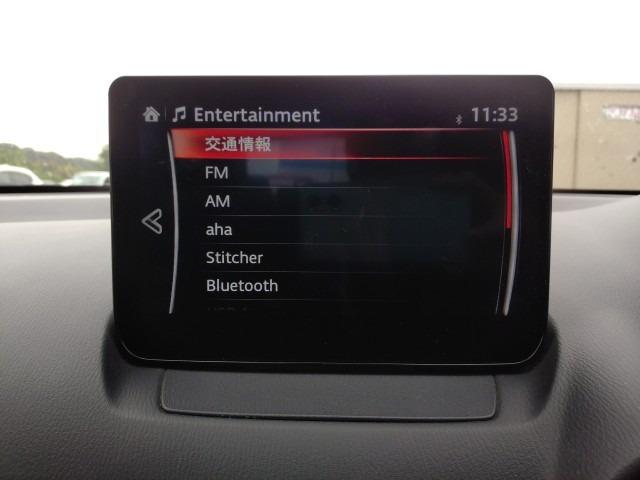 Entertainment 11:33
交通情報
FM
AM
aha
Stitcher
Bluetooth